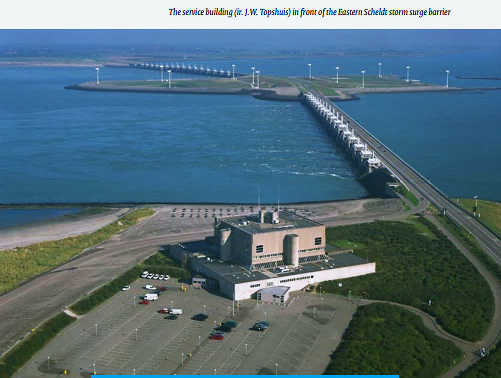 The service building (ir. J.W. Topshuis) in front of the Eastern Scheldt storm surge barrier